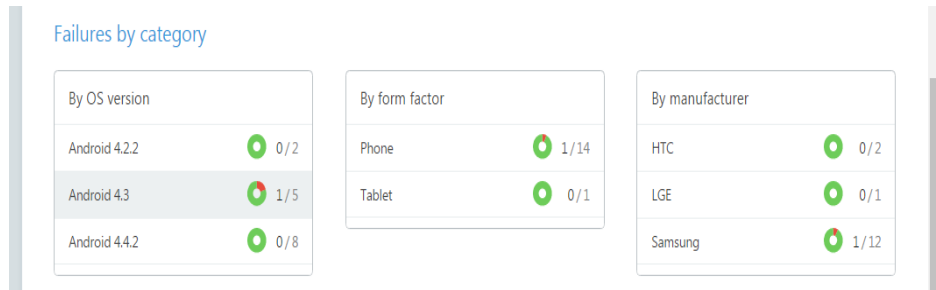 Failures by category
By OS version
Android 4.2.2 0/2
Android 4.3 1/5
Android 4.4.2 0/8
By form factor
Phone 1/14
Tablet 0/1
By manufacturer
HTC 0/2
LGE 0/1
Samsung 1/12